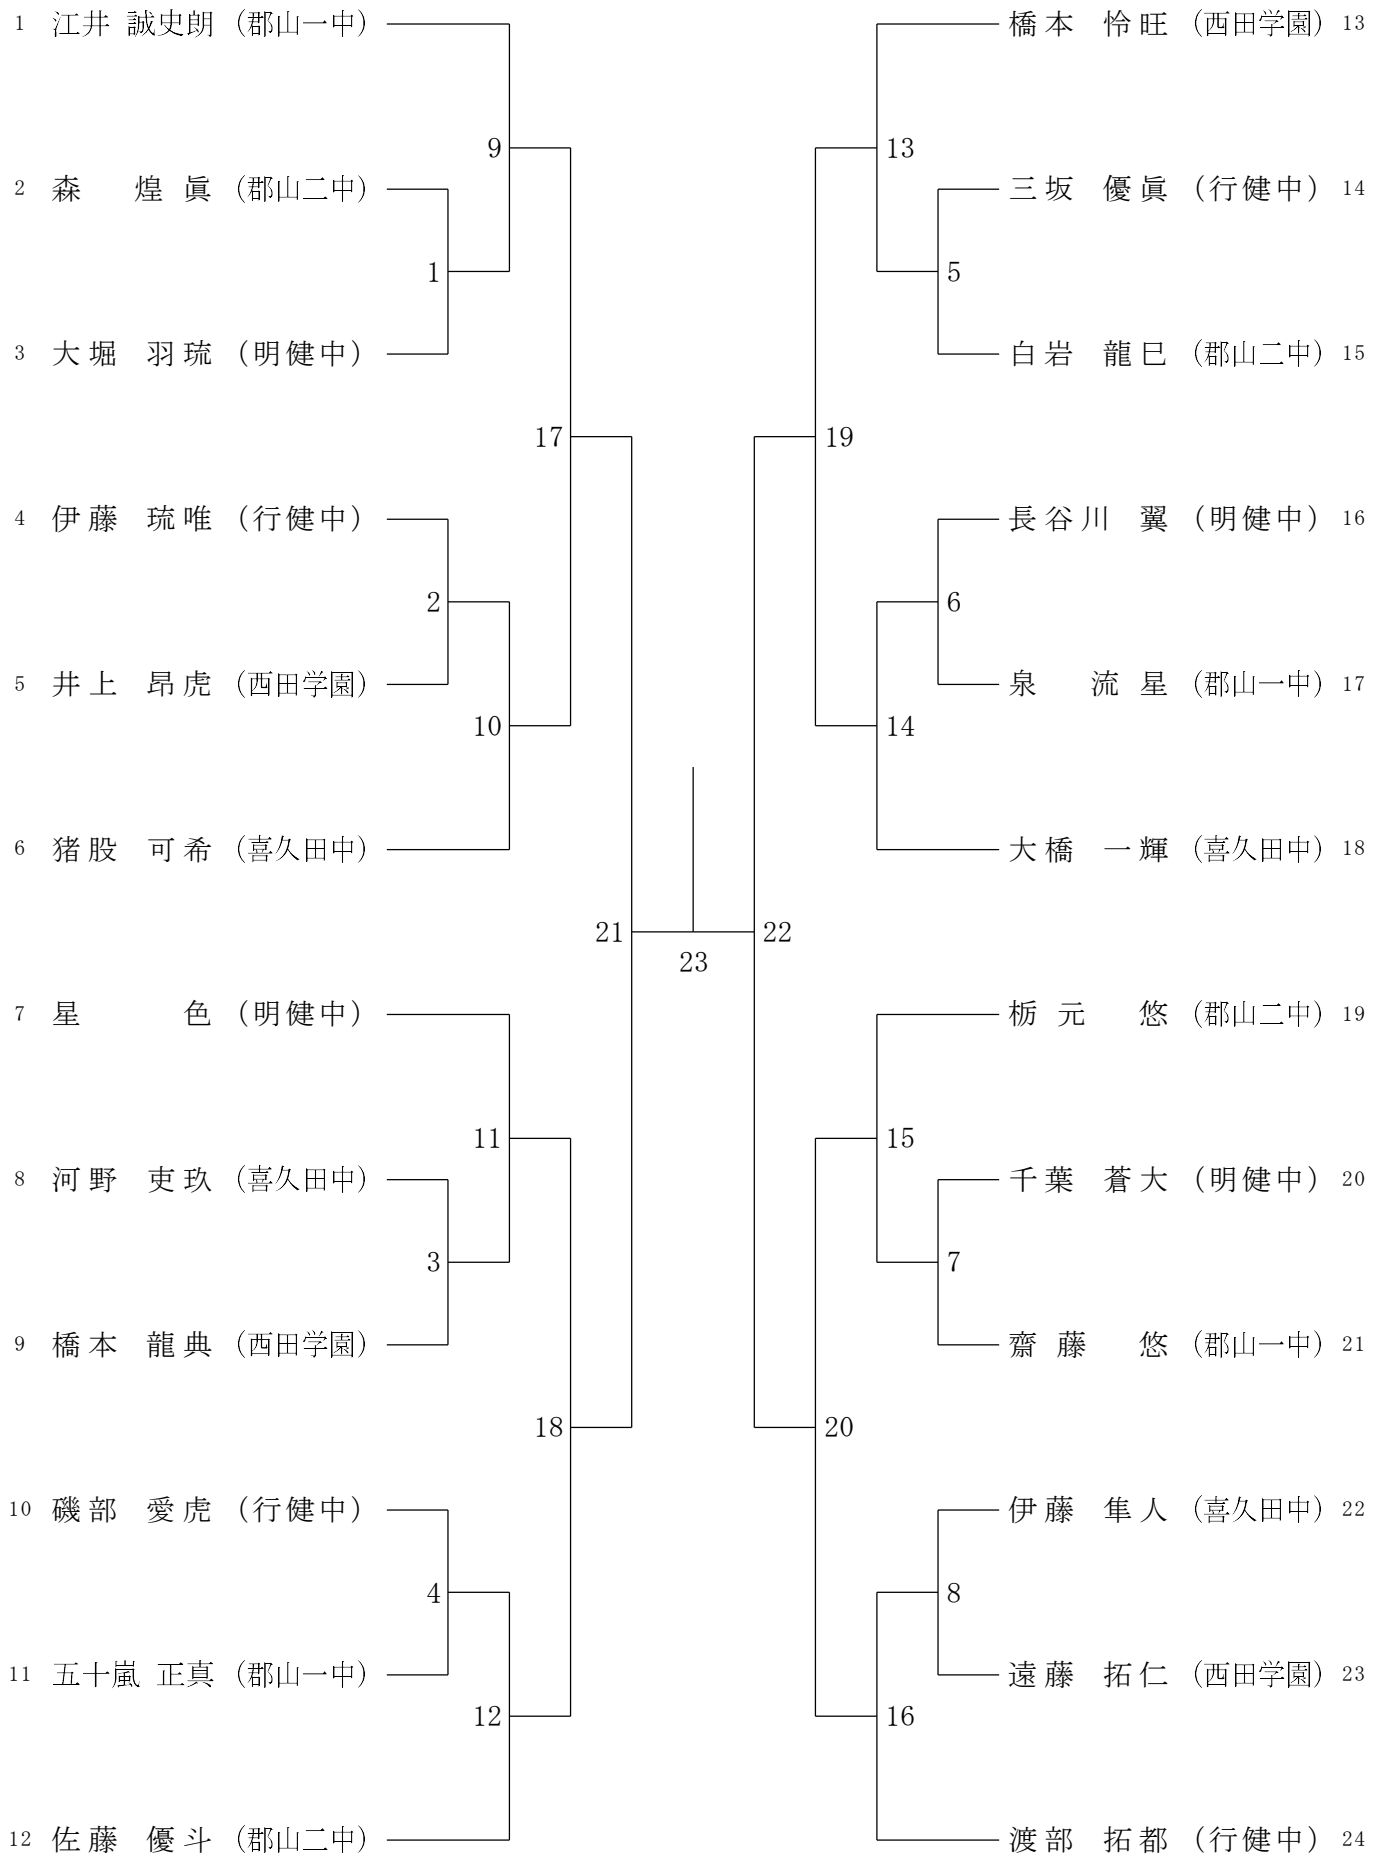 1 江井 誠史朗 (郡山一中)
橋本 怜旺 (西田学園) 13
9
13
2 森 煌眞 (郡山二中)
三坂 優眞 (行健中) 14
1
5
3 大堀 羽琉 (明健中)
白岩 龍巳 (郡山二中) 15
17
19
4 伊藤 琉唯 (行健中)
長谷川 翼 (明健中) 16
2
6
5 井上 昂虎 (西田学園)
泉 流星 (郡山一中) 17
10
14
6 猪股 可希 (喜久田中)
大橋 一輝 (喜久田中) 18
21
22
23
7 星 色 (明健中)
栃元 悠 (郡山二中) 19
11
15
8 河野 吏玖 (喜久田中)
千葉 蒼大 (明健中) 20
3
7
9 橋本 龍典 (西田学園)
齋藤 悠 (郡山一中) 21
18
20
10 磯部 愛虎 (行健中)
伊藤 隼人 (喜久田中) 22
4
8
11 五十嵐 正真 (郡山一中)
遠藤 拓仁 (西田学園) 23
12
16
12 佐藤 優斗 (郡山二中)
渡部 拓都 (行健中) 24